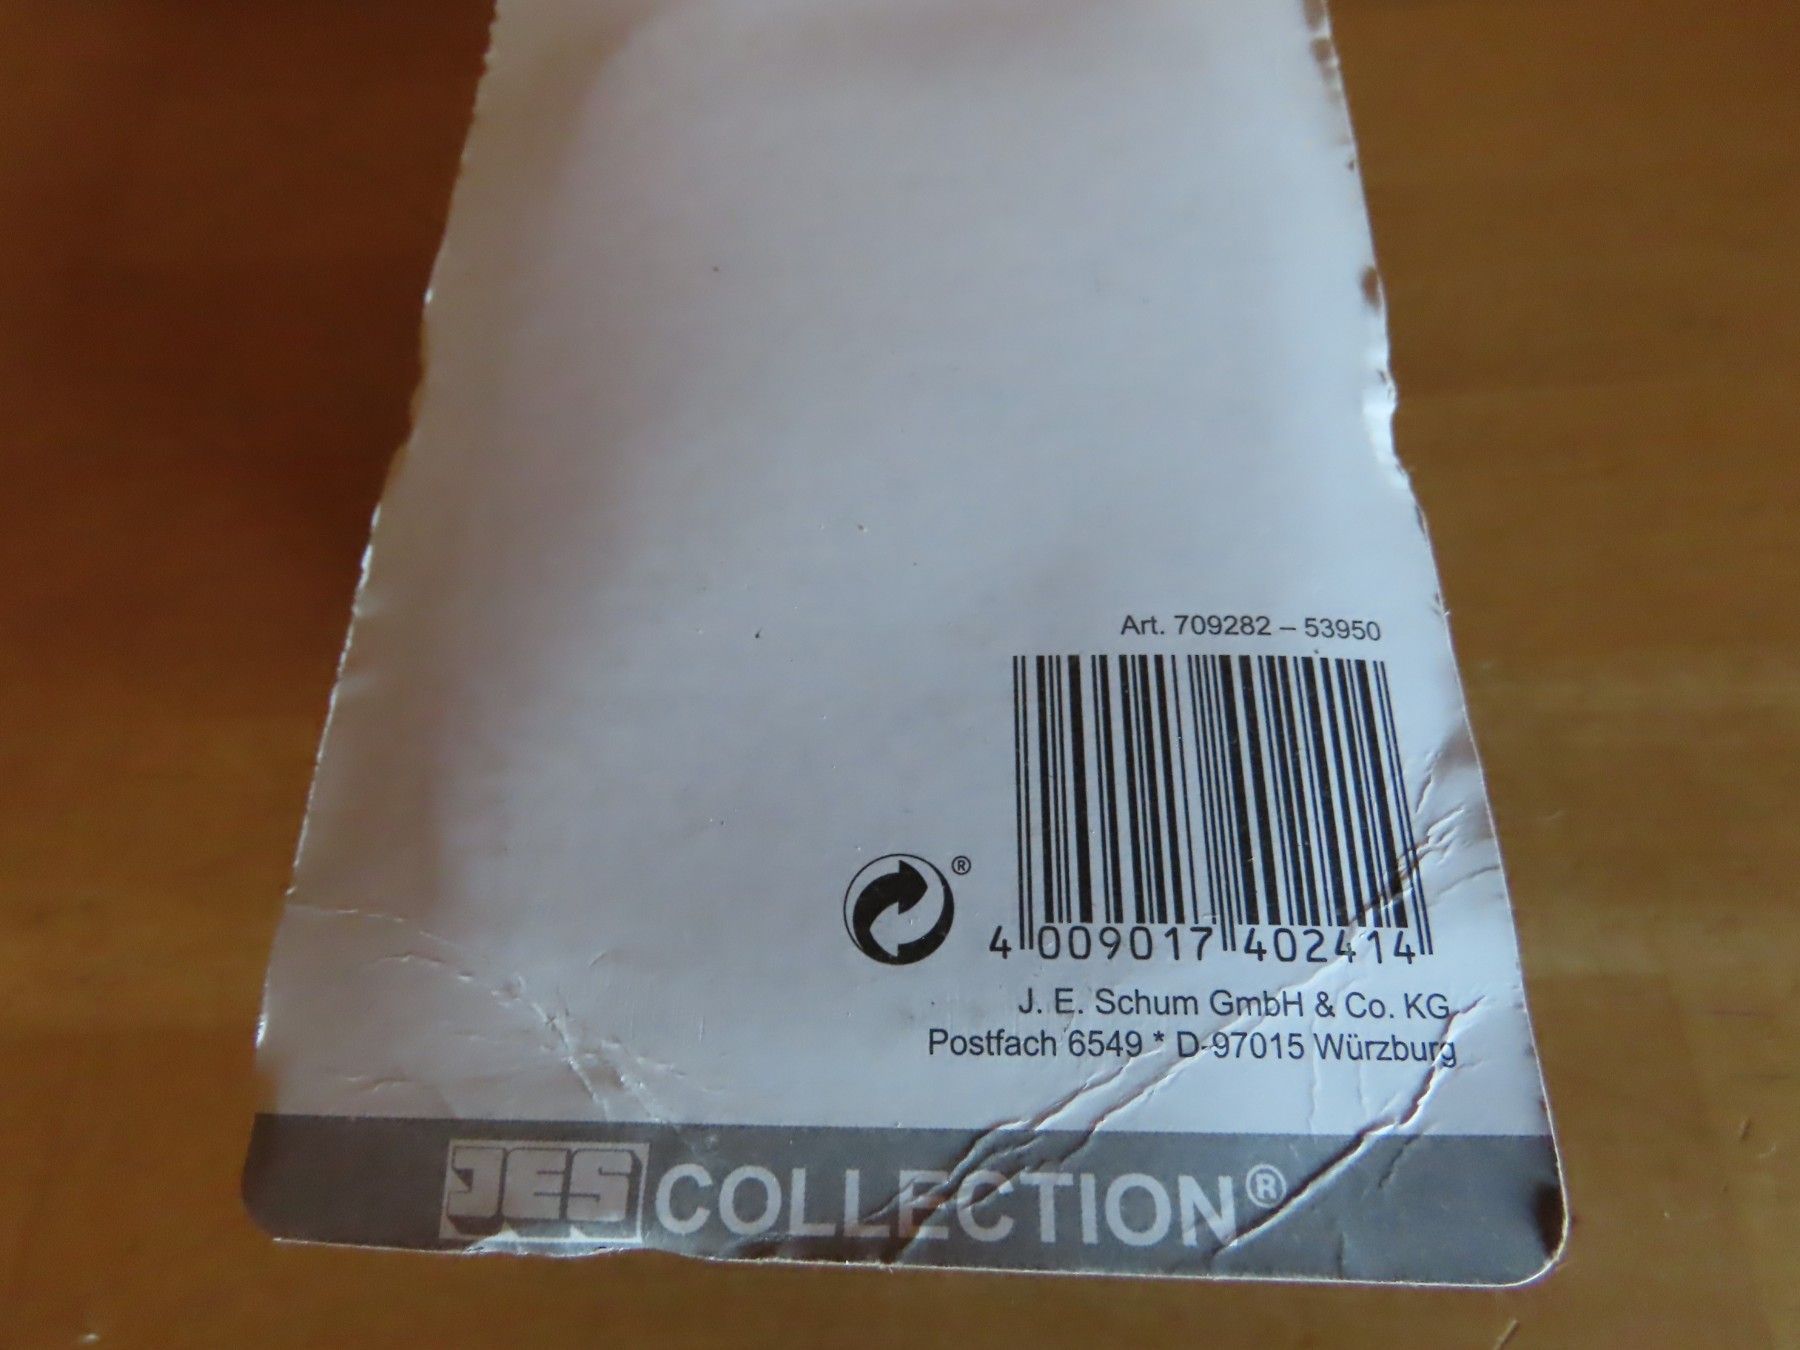 Art. 709282 – 53950
4 009017 402414
®
J. E. Schum GmbH & Co. KG
Postfach 6549 * D-97015 Würzburg
JES COLLECTION®